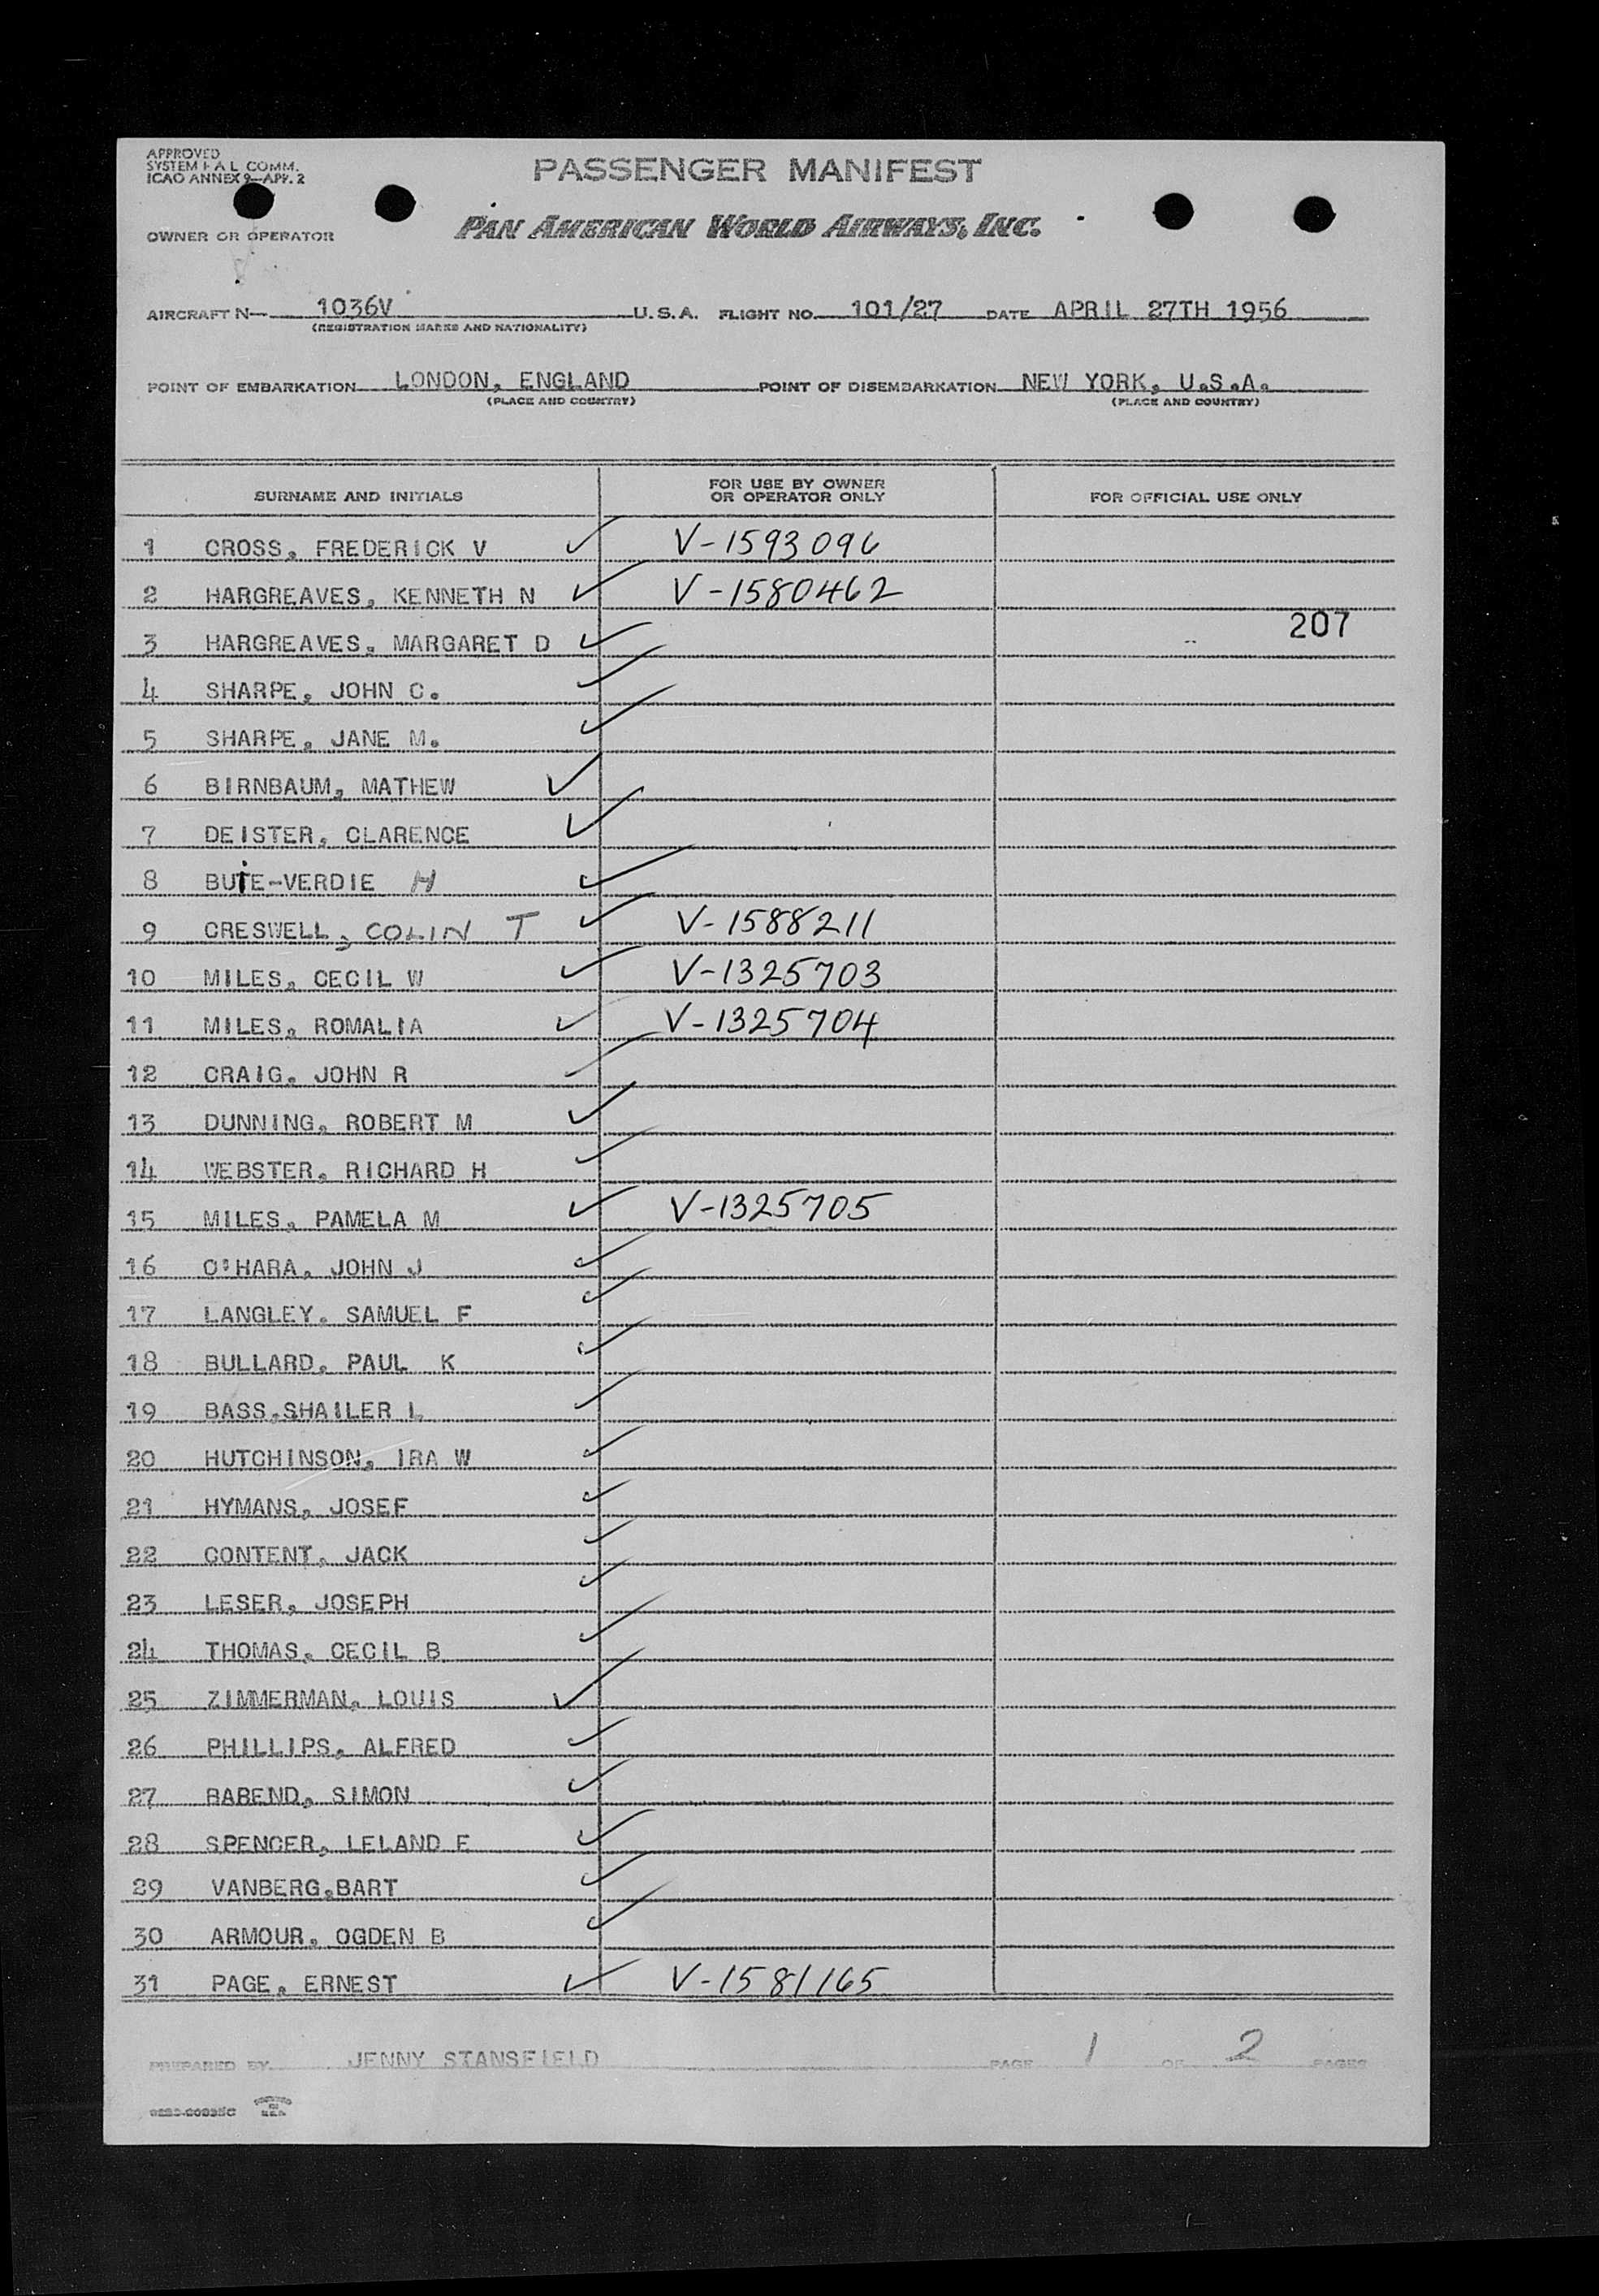 APPROVED
SYSTEM F A L COMM.
ICAO ANNEX 9—APP. 2
PASSENGER MANIFEST
OWNER OR OPERATOR PAN AMERICAN WORLD AIRWAYS, INC.
AIRCRAFT N— 1036V U.S.A. FLIGHT NO. 101/27 DATE APRIL 27TH 1956
(REGISTRATION MARKS AND NATIONALITY)
POINT OF EMBARKATION LONDON, ENGLAND POINT OF DISEMBARKATION NEW YORK, U.S.A.
(PLACE AND COUNTRY) (PLACE AND COUNTRY)
SURNAME AND INITIALS FOR USE BY OWNER OR OPERATOR ONLY FOR OFFICIAL USE ONLY
1 CROSS, FREDERICK V ✓ V-1593096
2 HARGREAVES, KENNETH N ✓ V-1580462
207
3 HARGREAVES, MARGARET D ✓
4 SHARPE, JOHN C. ✓
5 SHARPE, JANE M. ✓
6 BIRNBAUM, MATHEW ✓
7 DEISTER, CLARENCE ✓
8 BUIE-VERDIE H ✓
9 CRESWELL, COLIN T ✓ V-1588211
10 MILES, CECIL W ✓ V-1325703
11 MILES, ROMALIA ✓ V-1325704
12 CRAIG, JOHN R ✓
13 DUNNING, ROBERT M ✓
14 WEBSTER, RICHARD H ✓
15 MILES, PAMELA M ✓ V-1325705
16 O'HARA, JOHN J ✓
17 LANGLEY, SAMUEL F ✓
18 BULLARD, PAUL K ✓
19 BASS,SHAILER L ✓
20 HUTCHINSON, IRA W ✓
21 HYMANS, JOSEF ✓
22 CONTENT, JACK ✓
23 LESER, JOSEPH ✓
24 THOMAS, CECIL B ✓
25 ZIMMERMAN, LOUIS ✓
26 PHILLIPS, ALFRED ✓
27 RABEND, SIMON ✓
28 SPENCER, LELAND E ✓
29 VANBERG,BART ✓
30 ARMOUR, OGDEN B ✓
31 PAGE, ERNEST ✓ V-1581165
PREPARED BY JENNY STANSFIELD PAGE 1 OF 2 PAGES